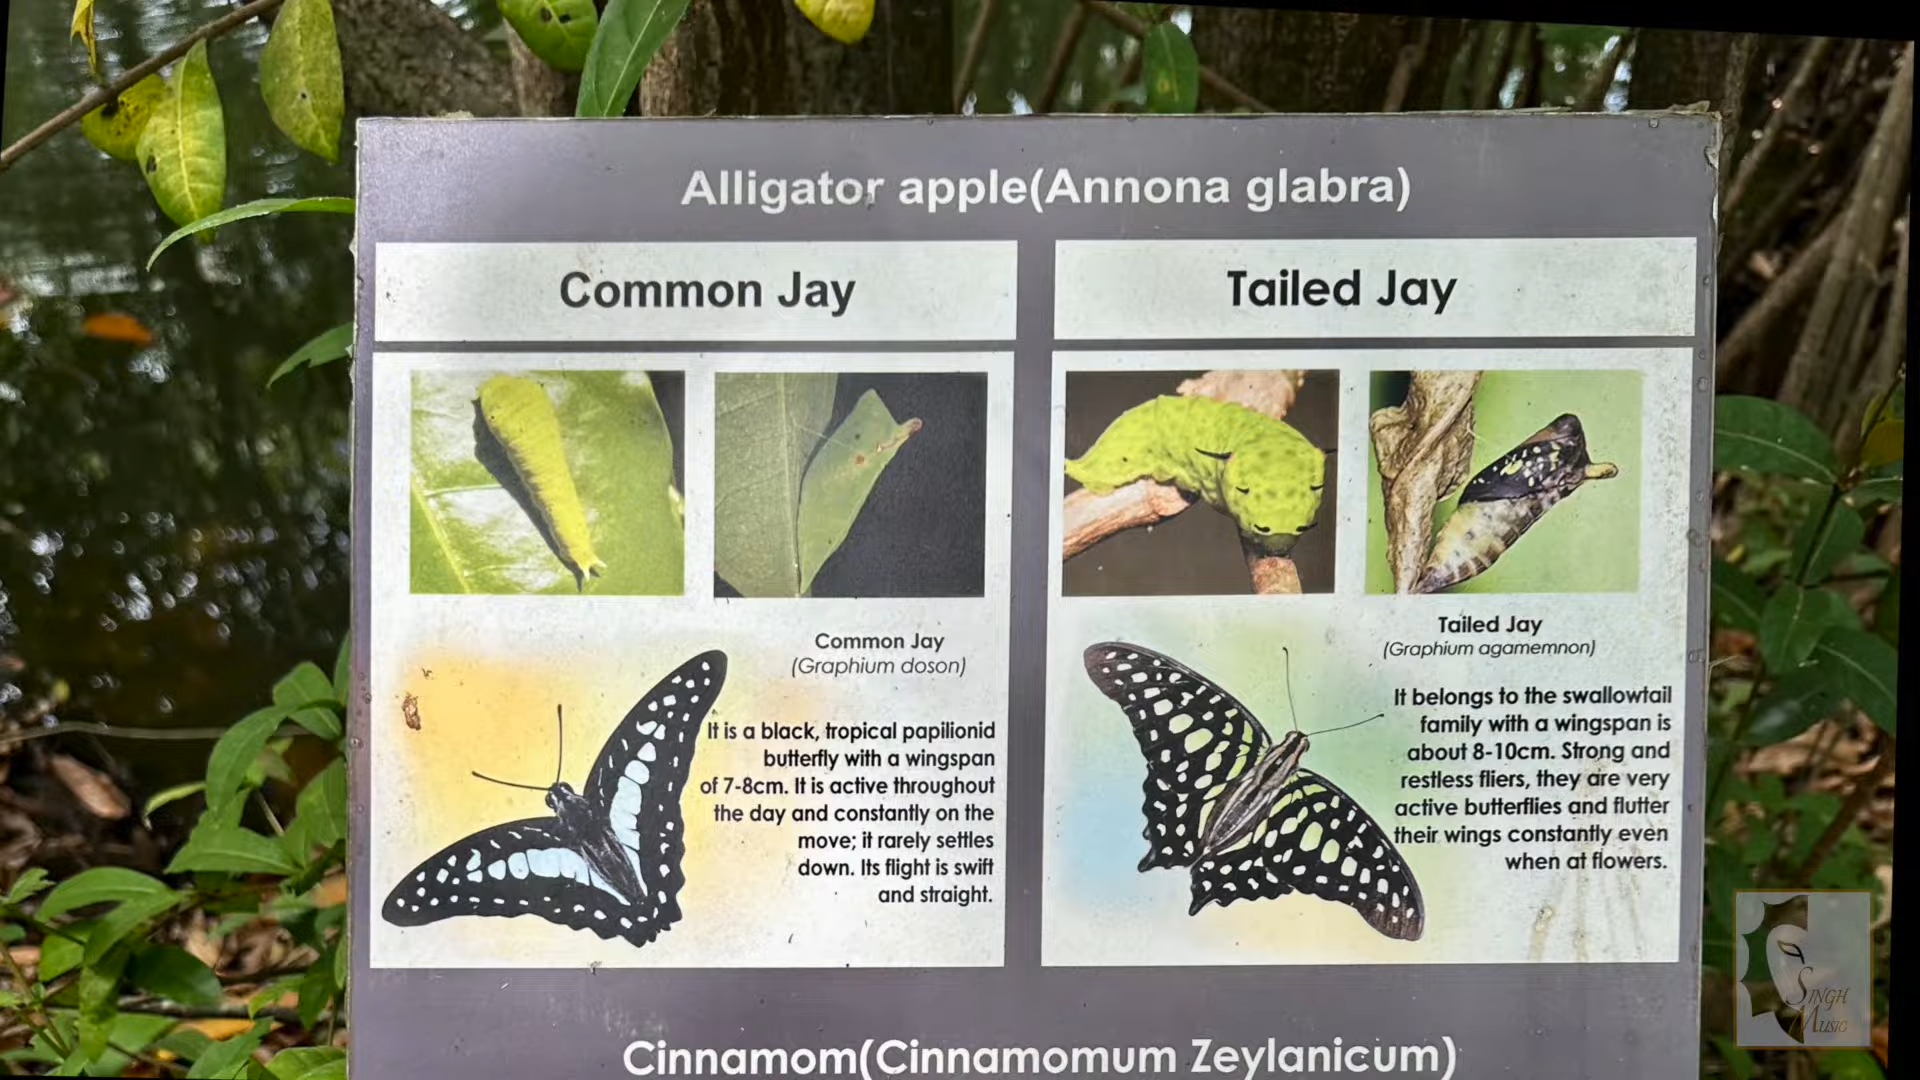 Alligator apple(Annona glabra)
Common Jay
Tailed Jay
Common Jay
(Graphium doson)
It is a black, tropical papilionid
butterfly with a wingspan
of 7-8cm. It is active throughout
the day and constantly on the
move; it rarely settles
down. Its flight is swift
and straight.
Tailed Jay
(Graphium agamemnon)
It belongs to the swallowtail
family with a wingspan is
about 8-10cm. Strong and
restless fliers, they are very
active butterflies and flutter
their wings constantly even
when at flowers.
Cinnamom(Cinnamomum Zeylanicum)
Singh
Music